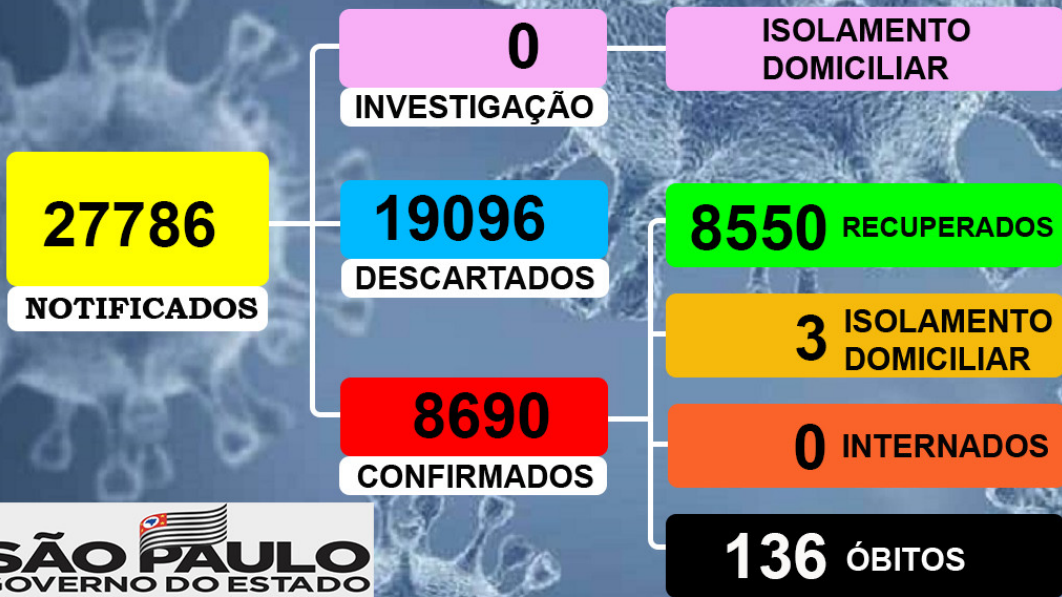 0
INVESTIGAÇÃO
ISOLAMENTO
DOMICILIAR
27786
NOTIFICADOS
19096
DESCARTADOS
8690
CONFIRMADOS
8550 RECUPERADOS
3 ISOLAMENTO
DOMICILIAR
0 INTERNADOS
136 ÓBITOS
SÃO PAULO
GOVERNO DO ESTADO